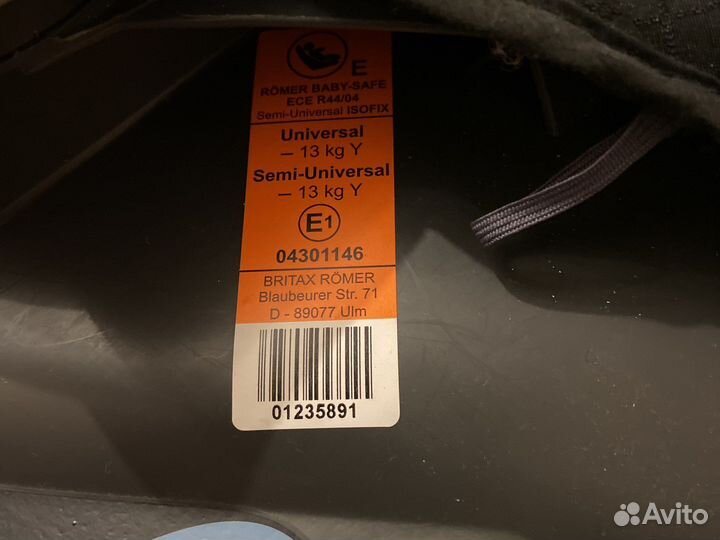 E
RÖMER BABY-SAFE
ECE R44/04
Semi-Universal ISOFIX
Universal
– 13 kg Y
Semi-Universal
– 13 kg Y
E1
04301146
BRITAX RÖMER
Blaubeurer Str. 71
D - 89077 Ulm
01235891
Avito